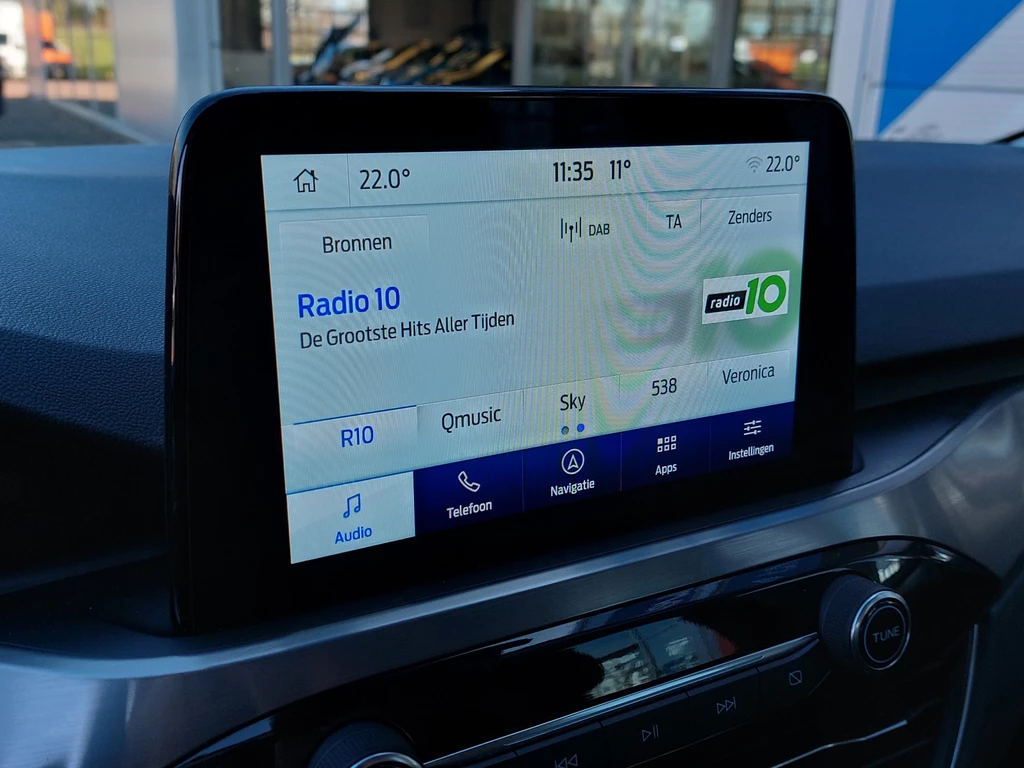 22.0°
11:35 11°
22.0°
Bronnen
DAB
TA
Zenders
Radio 10
De Grootste Hits Aller Tijden
radio 10
R10
Qmusic
Sky
538
Veronica
Audio
Telefoon
Navigatie
Apps
Instellingen
TUNE